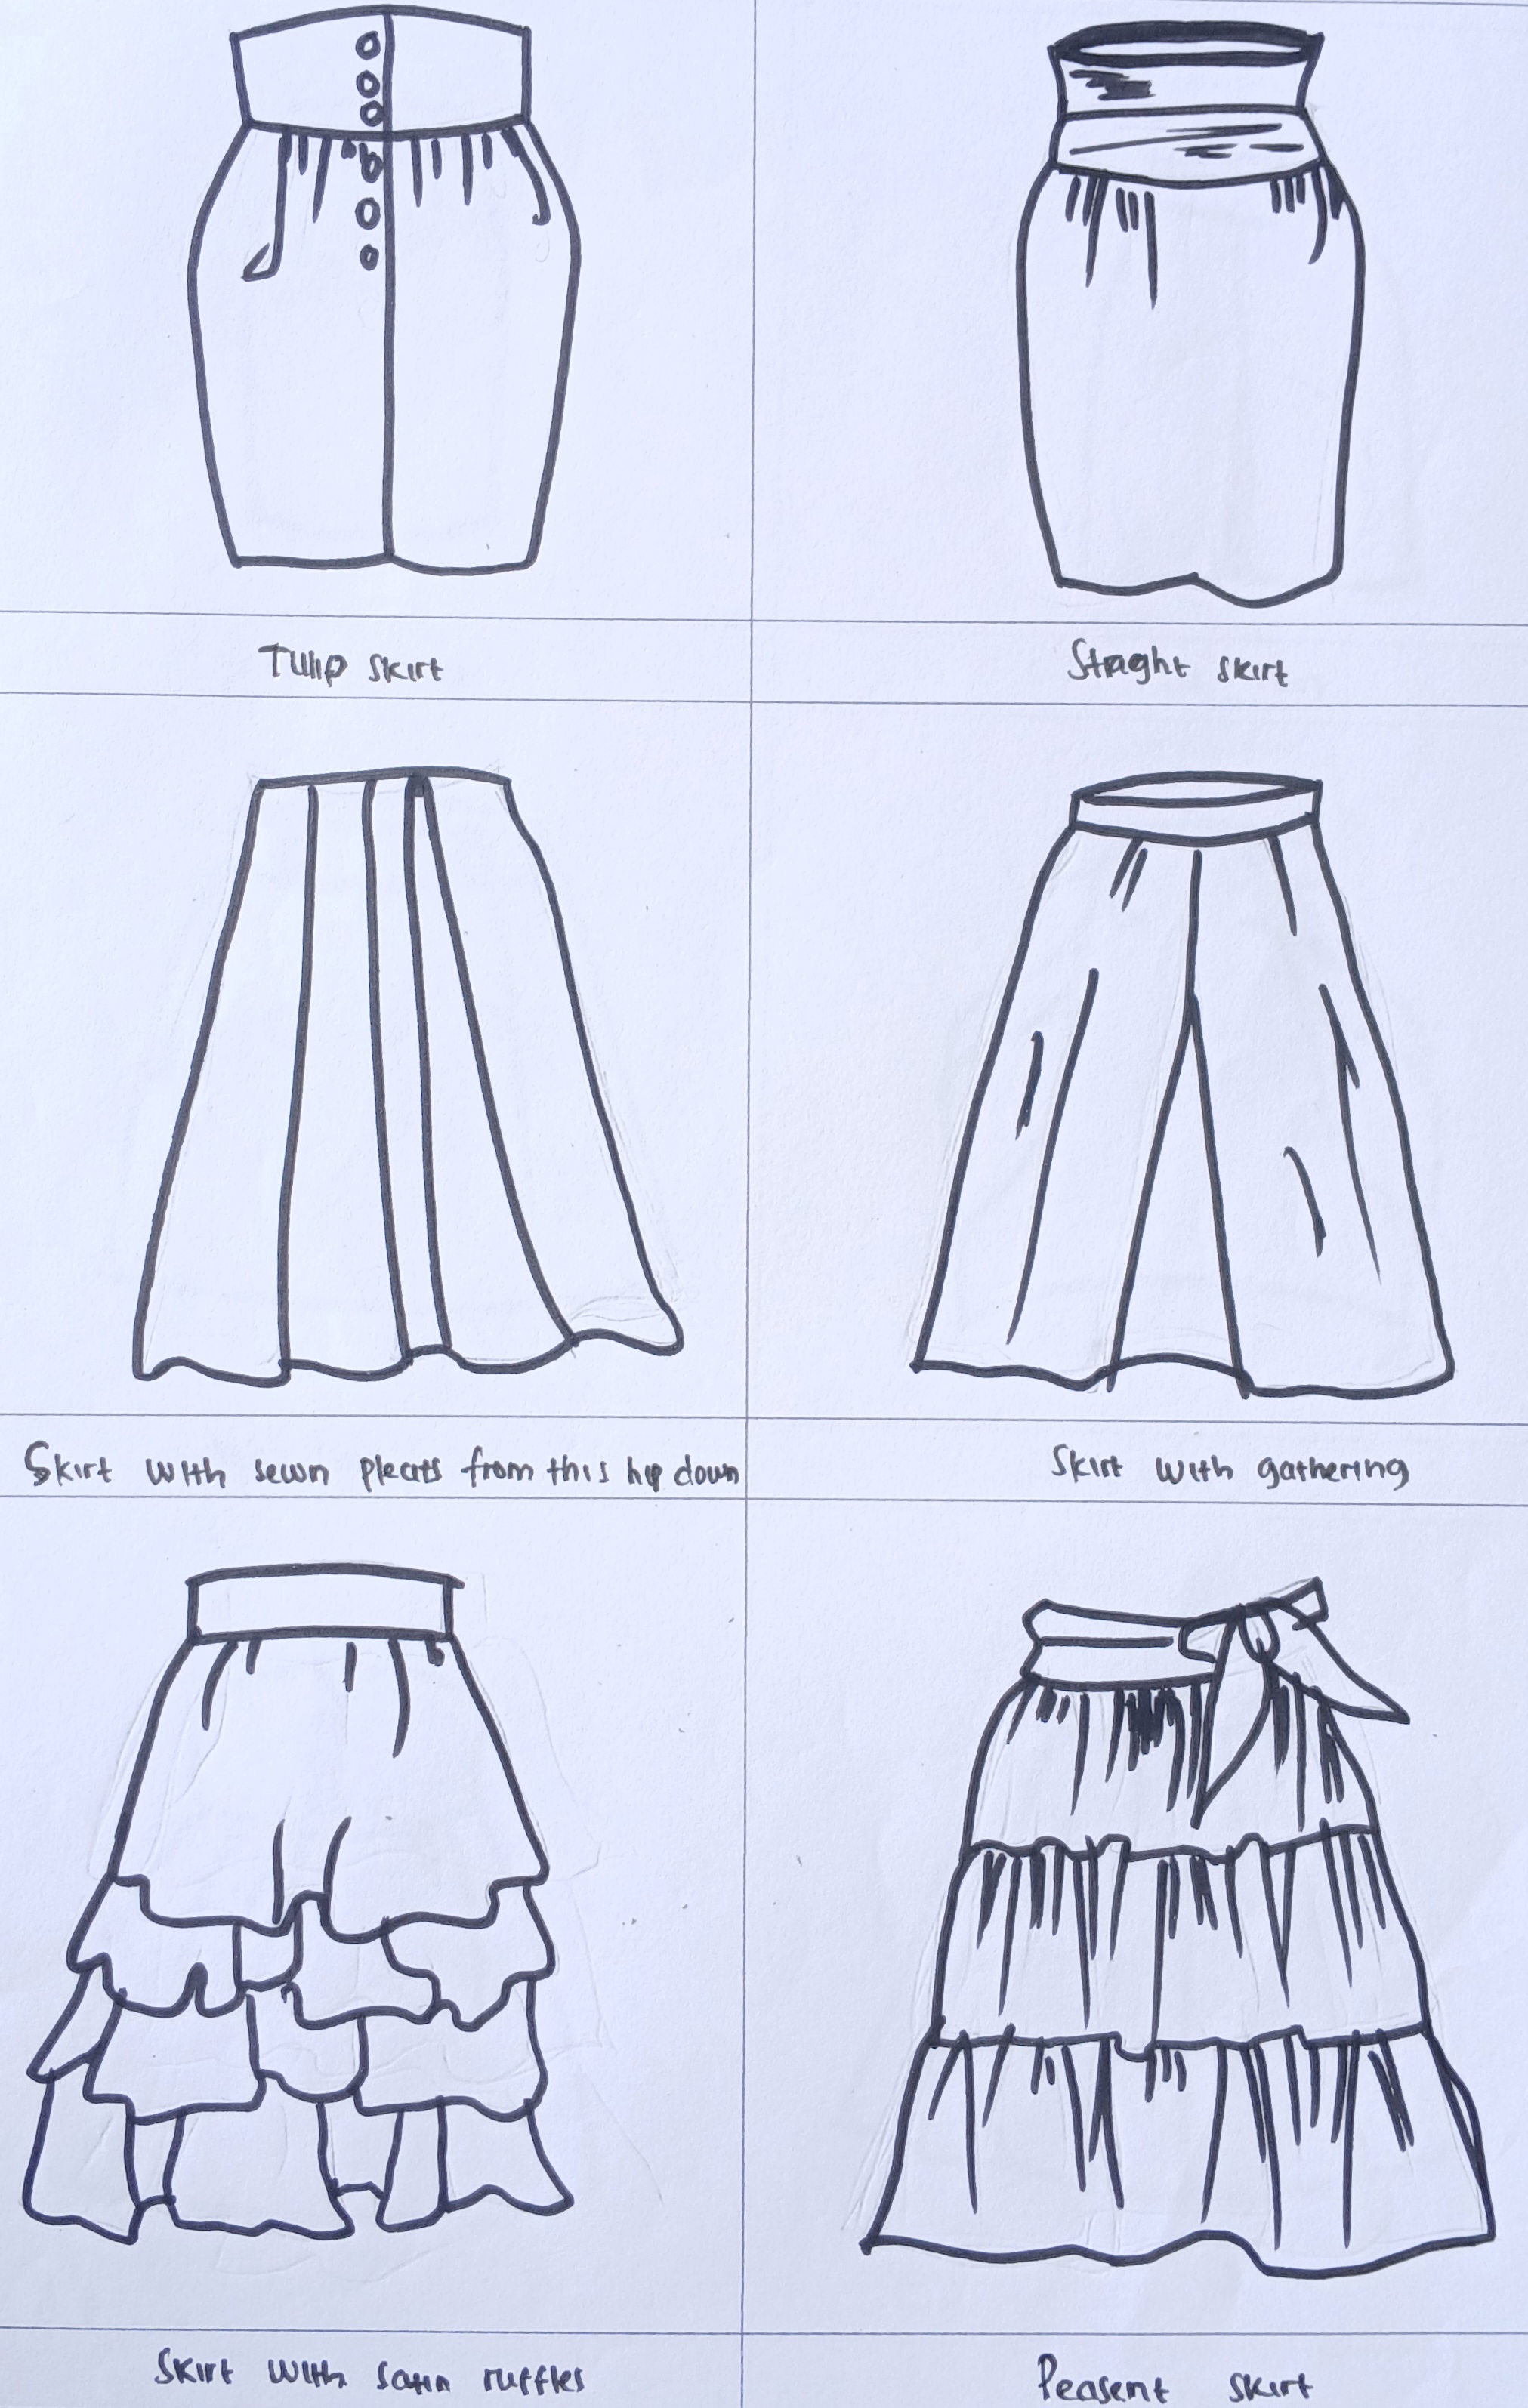 Tulip skirt
Straght skirt
Skirt with sewn pleats from this hip down
Skirt with gathering
Skirt with satin ruffles
Peasent skirt